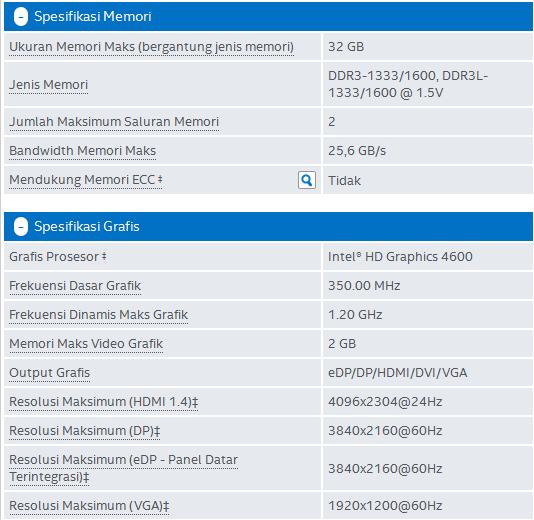 Spesifikasi Memori
Ukuran Memori Maks (bergantung jenis memori) 32 GB
Jenis Memori DDR3-1333/1600, DDR3L-
1333/1600 @ 1.5V
Jumlah Maksimum Saluran Memori 2
Bandwidth Memori Maks 25,6 GB/s
Mendukung Memori ECC ‡ Tidak
Spesifikasi Grafis
Grafis Prosesor ‡ Intel® HD Graphics 4600
Frekuensi Dasar Grafik 350.00 MHz
Frekuensi Dinamis Maks Grafik 1.20 GHz
Memori Maks Video Grafik 2 GB
Output Grafis eDP/DP/HDMI/DVI/VGA
Resolusi Maksimum (HDMI 1.4)‡ 4096x2304@24Hz
Resolusi Maksimum (DP)‡ 3840x2160@60Hz
Resolusi Maksimum (eDP - Panel Datar
Terintegrasi)‡ 3840x2160@60Hz
Resolusi Maksimum (VGA)‡ 1920x1200@60Hz